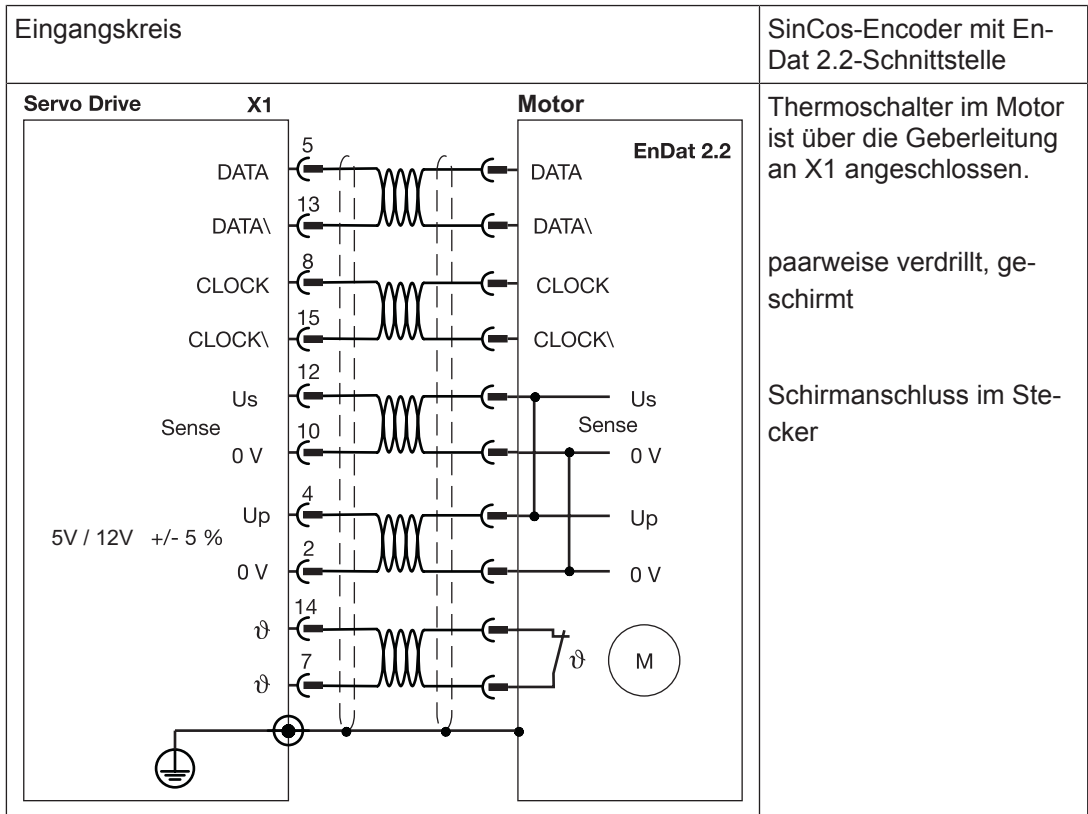 Eingangskreis
SinCos-Encoder mit En-
Dat 2.2-Schnittstelle
Servo Drive X1 Motor
Thermoschalter im Motor
ist über die Geberleitung
an X1 angeschlossen.
paarweise verdrillt, ge-
schirmt
Schirmanschluss im Ste-
cker
EnDat 2.2
DATA 5 DATA
DATA\ 13 DATA\
CLOCK 8 CLOCK
CLOCK\ 15 CLOCK\
Us 12 Us
Sense Sense
0 V 10 0 V
Up 4 Up
5V / 12V +/- 5 %
0 V 2 0 V
ϑ 14
ϑ M
ϑ 7